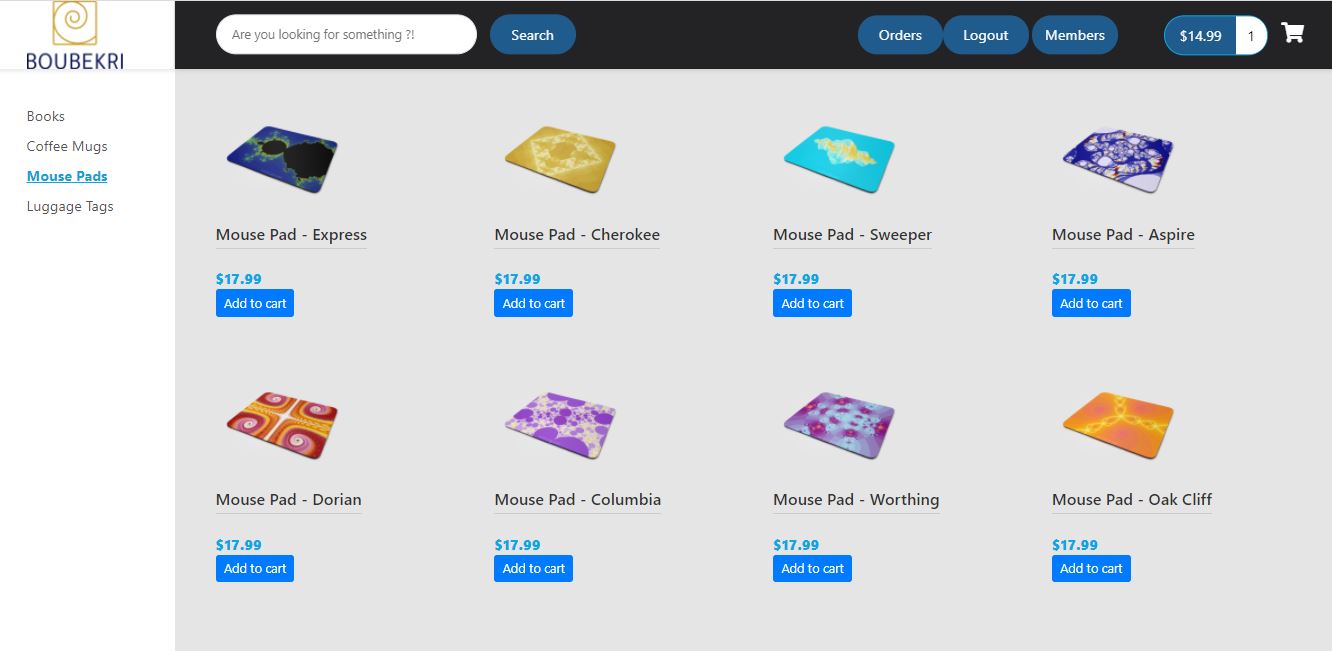 BOUBEKRI
Are you looking for something ?!
Search
Orders
Logout
Members
$14.99
1
Books
Coffee Mugs
Mouse Pads
Luggage Tags
Mouse Pad - Express
Mouse Pad - Cherokee
Mouse Pad - Sweeper
Mouse Pad - Aspire
$17.99
$17.99
$17.99
$17.99
Add to cart
Add to cart
Add to cart
Add to cart
Mouse Pad - Dorian
Mouse Pad - Columbia
Mouse Pad - Worthing
Mouse Pad - Oak Cliff
$17.99
$17.99
$17.99
$17.99
Add to cart
Add to cart
Add to cart
Add to cart